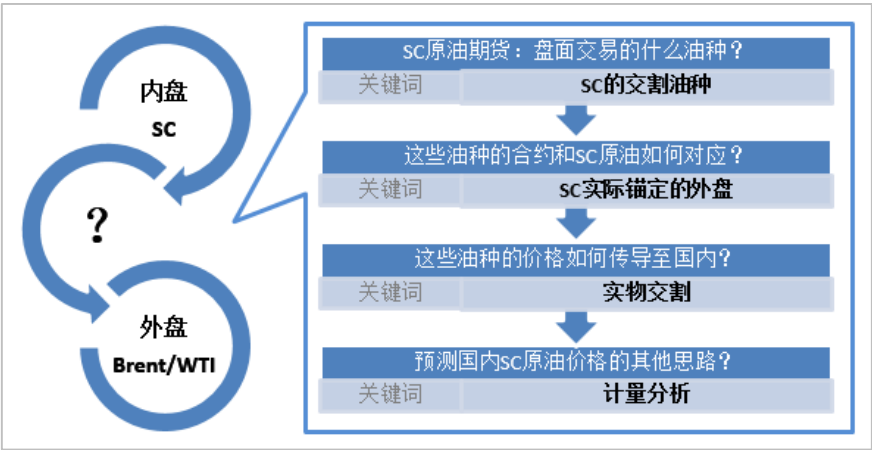 内盘
SC
?
外盘
Brent/WTI
SC原油期货：盘面交易的什么油种？
关键词 SC的交割油种
这些油种的合约和SC原油如何对应？
关键词 SC实际锚定的外盘
这些油种的价格如何传导至国内？
关键词 实物交割
预测国内SC原油价格的其他思路？
关键词 计量分析